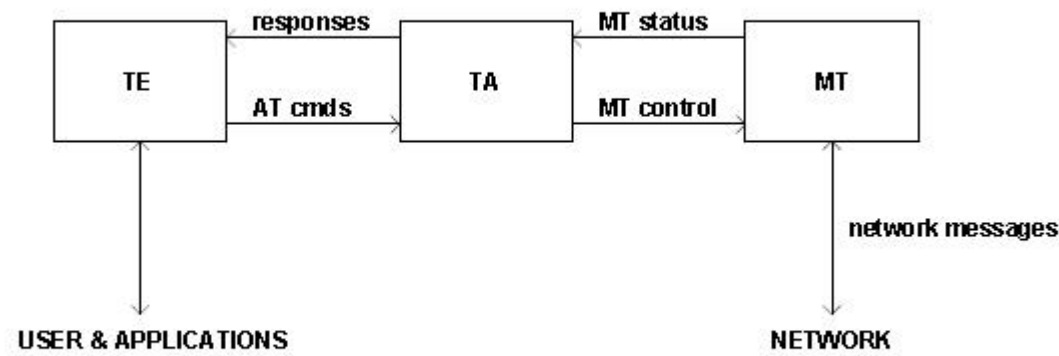 responses
MT status
TE
TA
MT
AT cmds
MT control
network messages
USER & APPLICATIONS
NETWORK